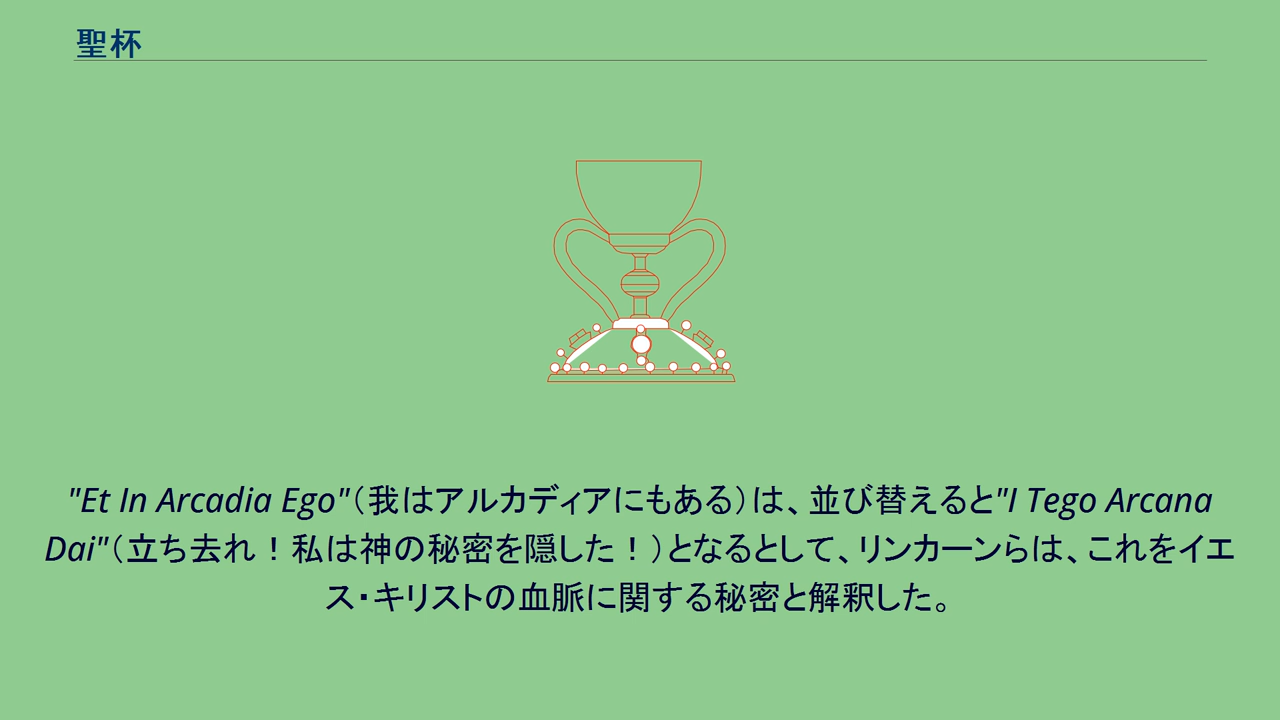 聖杯
"Et In Arcadia Ego"（我はアルカディアにもある）は、並び替えると"I Tego Arcana
Dai"（立ち去れ！私は神の秘密を隠した！）となるとして、リンカーンらは、これをイエ
ス・キリストの血脈に関する秘密と解釈した。